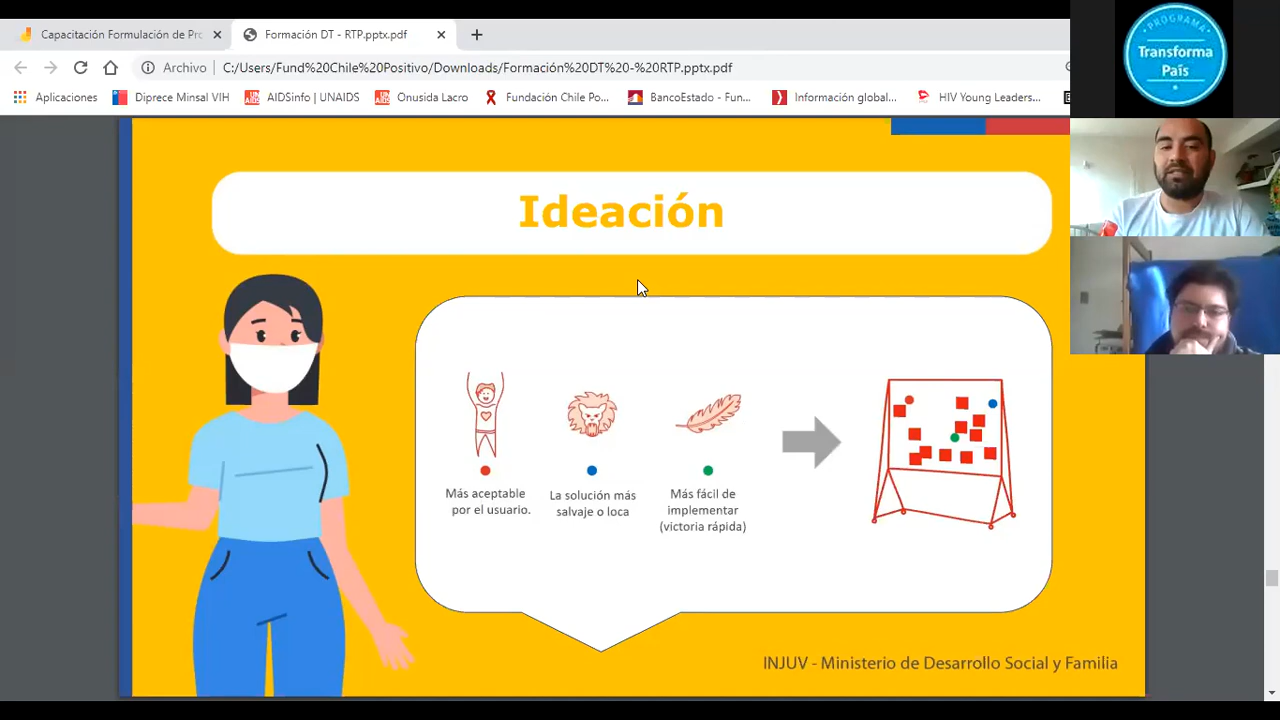 Capacitación Formulación de Pro
Formación DT - RTP.pptx.pdf
Archivo
C:/Users/Fund%20Chile%20Positivo/Downloads/Formación%20DT%20-%20RTP.pptx.pdf
Aplicaciones
Diprece Minsal VIH
AIDSinfo | UNAIDS
Onusida Lacro
Fundación Chile Po...
BancoEstado - Fun...
Información global...
HIV Young Leaders...
PROGRAMA
Transforma
País
Ideación
Más aceptable
por el usuario.
La solución más
salvaje o loca
Más fácil de
implementar
(victoria rápida)
INJUV - Ministerio de Desarrollo Social y Familia